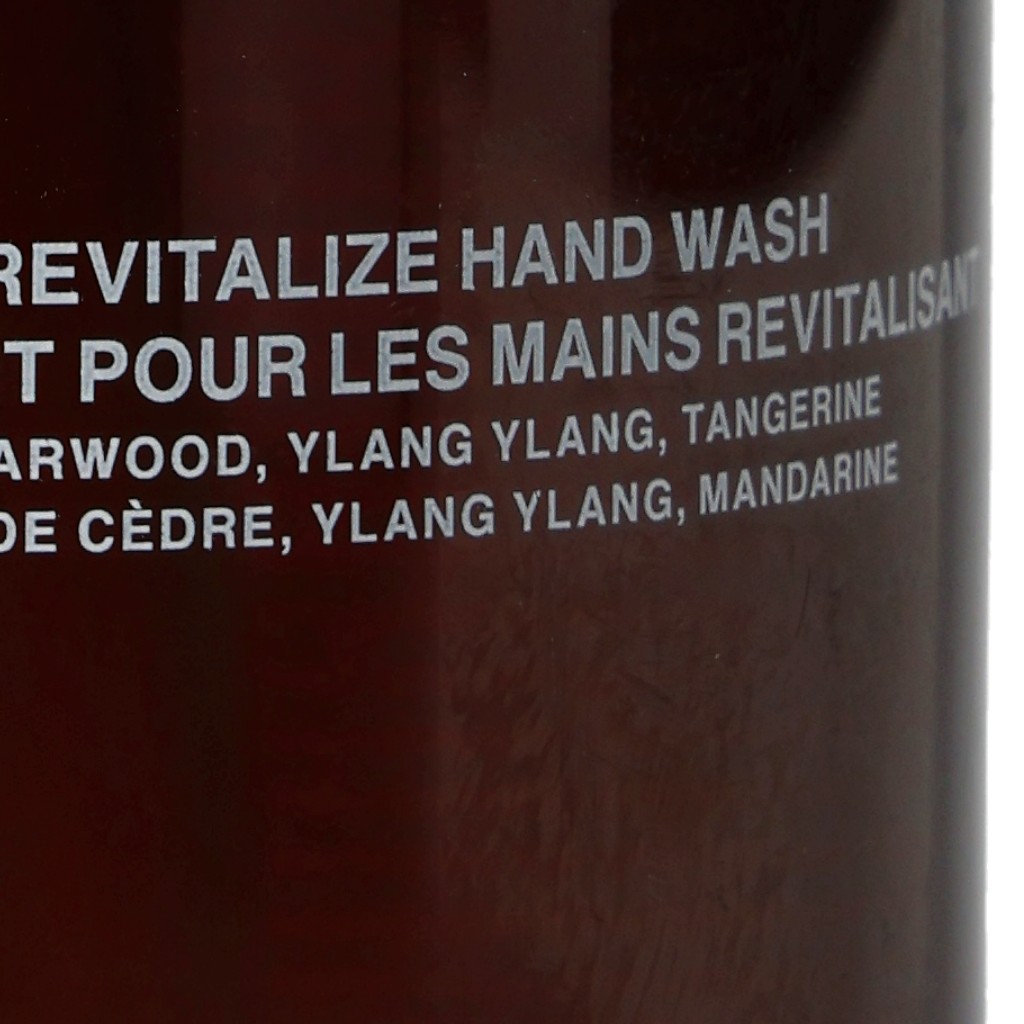 REVITALIZE HAND WASH
T POUR LES MAINS REVITALISANT
ARWOOD, YLANG YLANG, TANGERINE
DE CÈDRE, YLANG YLANG, MANDARINE